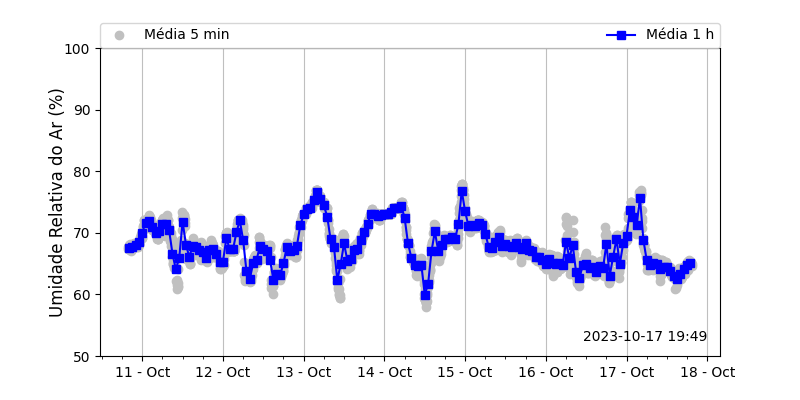 Média 5 min
Média 1 h
Umidade Relativa do Ar (%)
100
90
80
70
60
50
2023-10-17 19:49
11 - Oct
12 - Oct
13 - Oct
14 - Oct
15 - Oct
16 - Oct
17 - Oct
18 - Oct